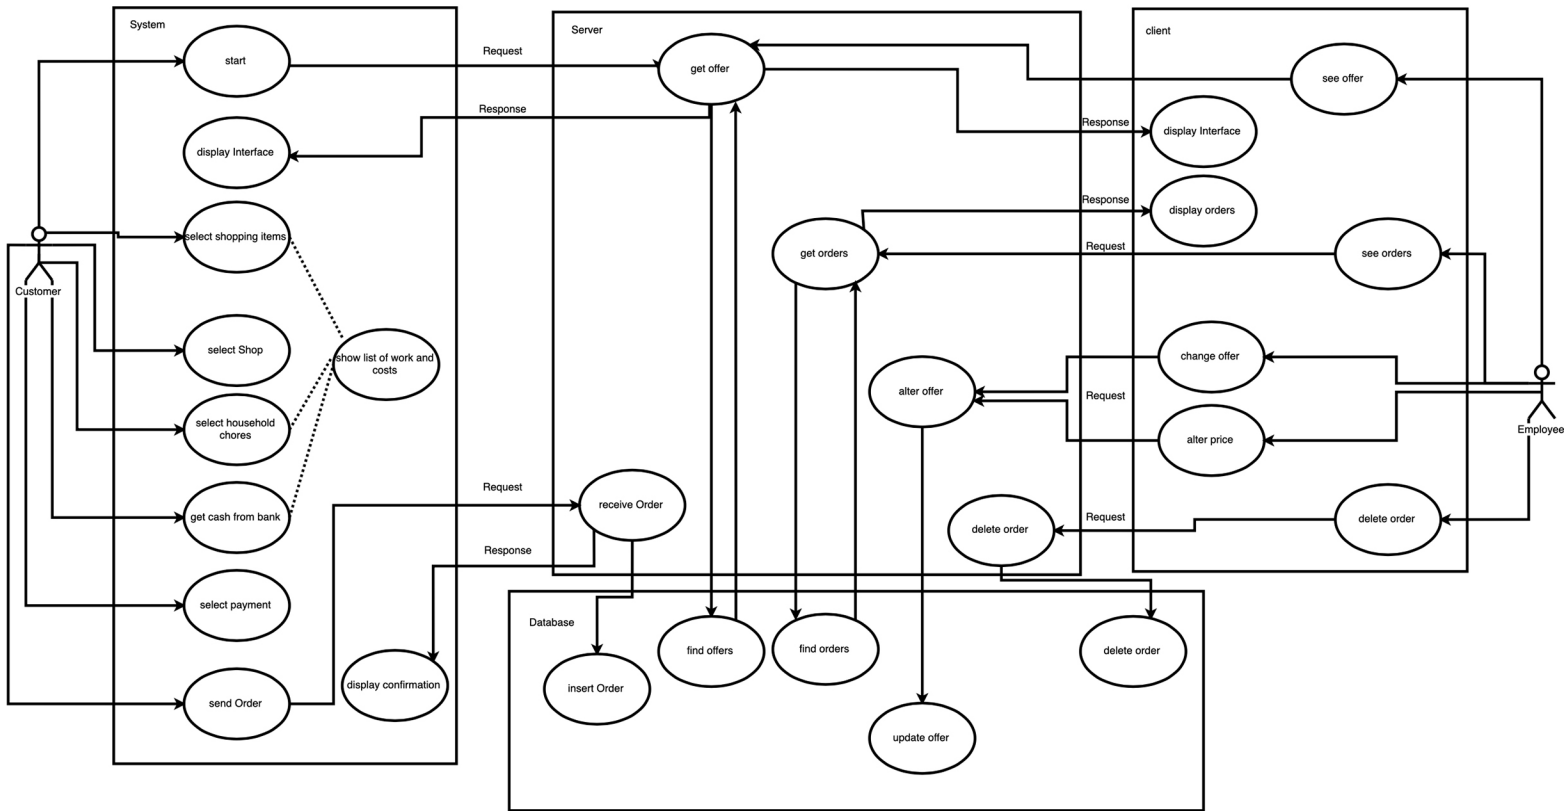 System
start
display Interface
select shopping items
select Shop
show list of work and
costs
select household
chores
get cash from bank
select payment
send Order
display confirmation
Customer
Request
Response
Request
Response
Server
get offer
get orders
alter offer
receive Order
delete order
Database
insert Order
find offers
find orders
update offer
delete order
Response
Response
Request
Request
Request
client
see offer
display Interface
display orders
see orders
change offer
alter price
delete order
Employee